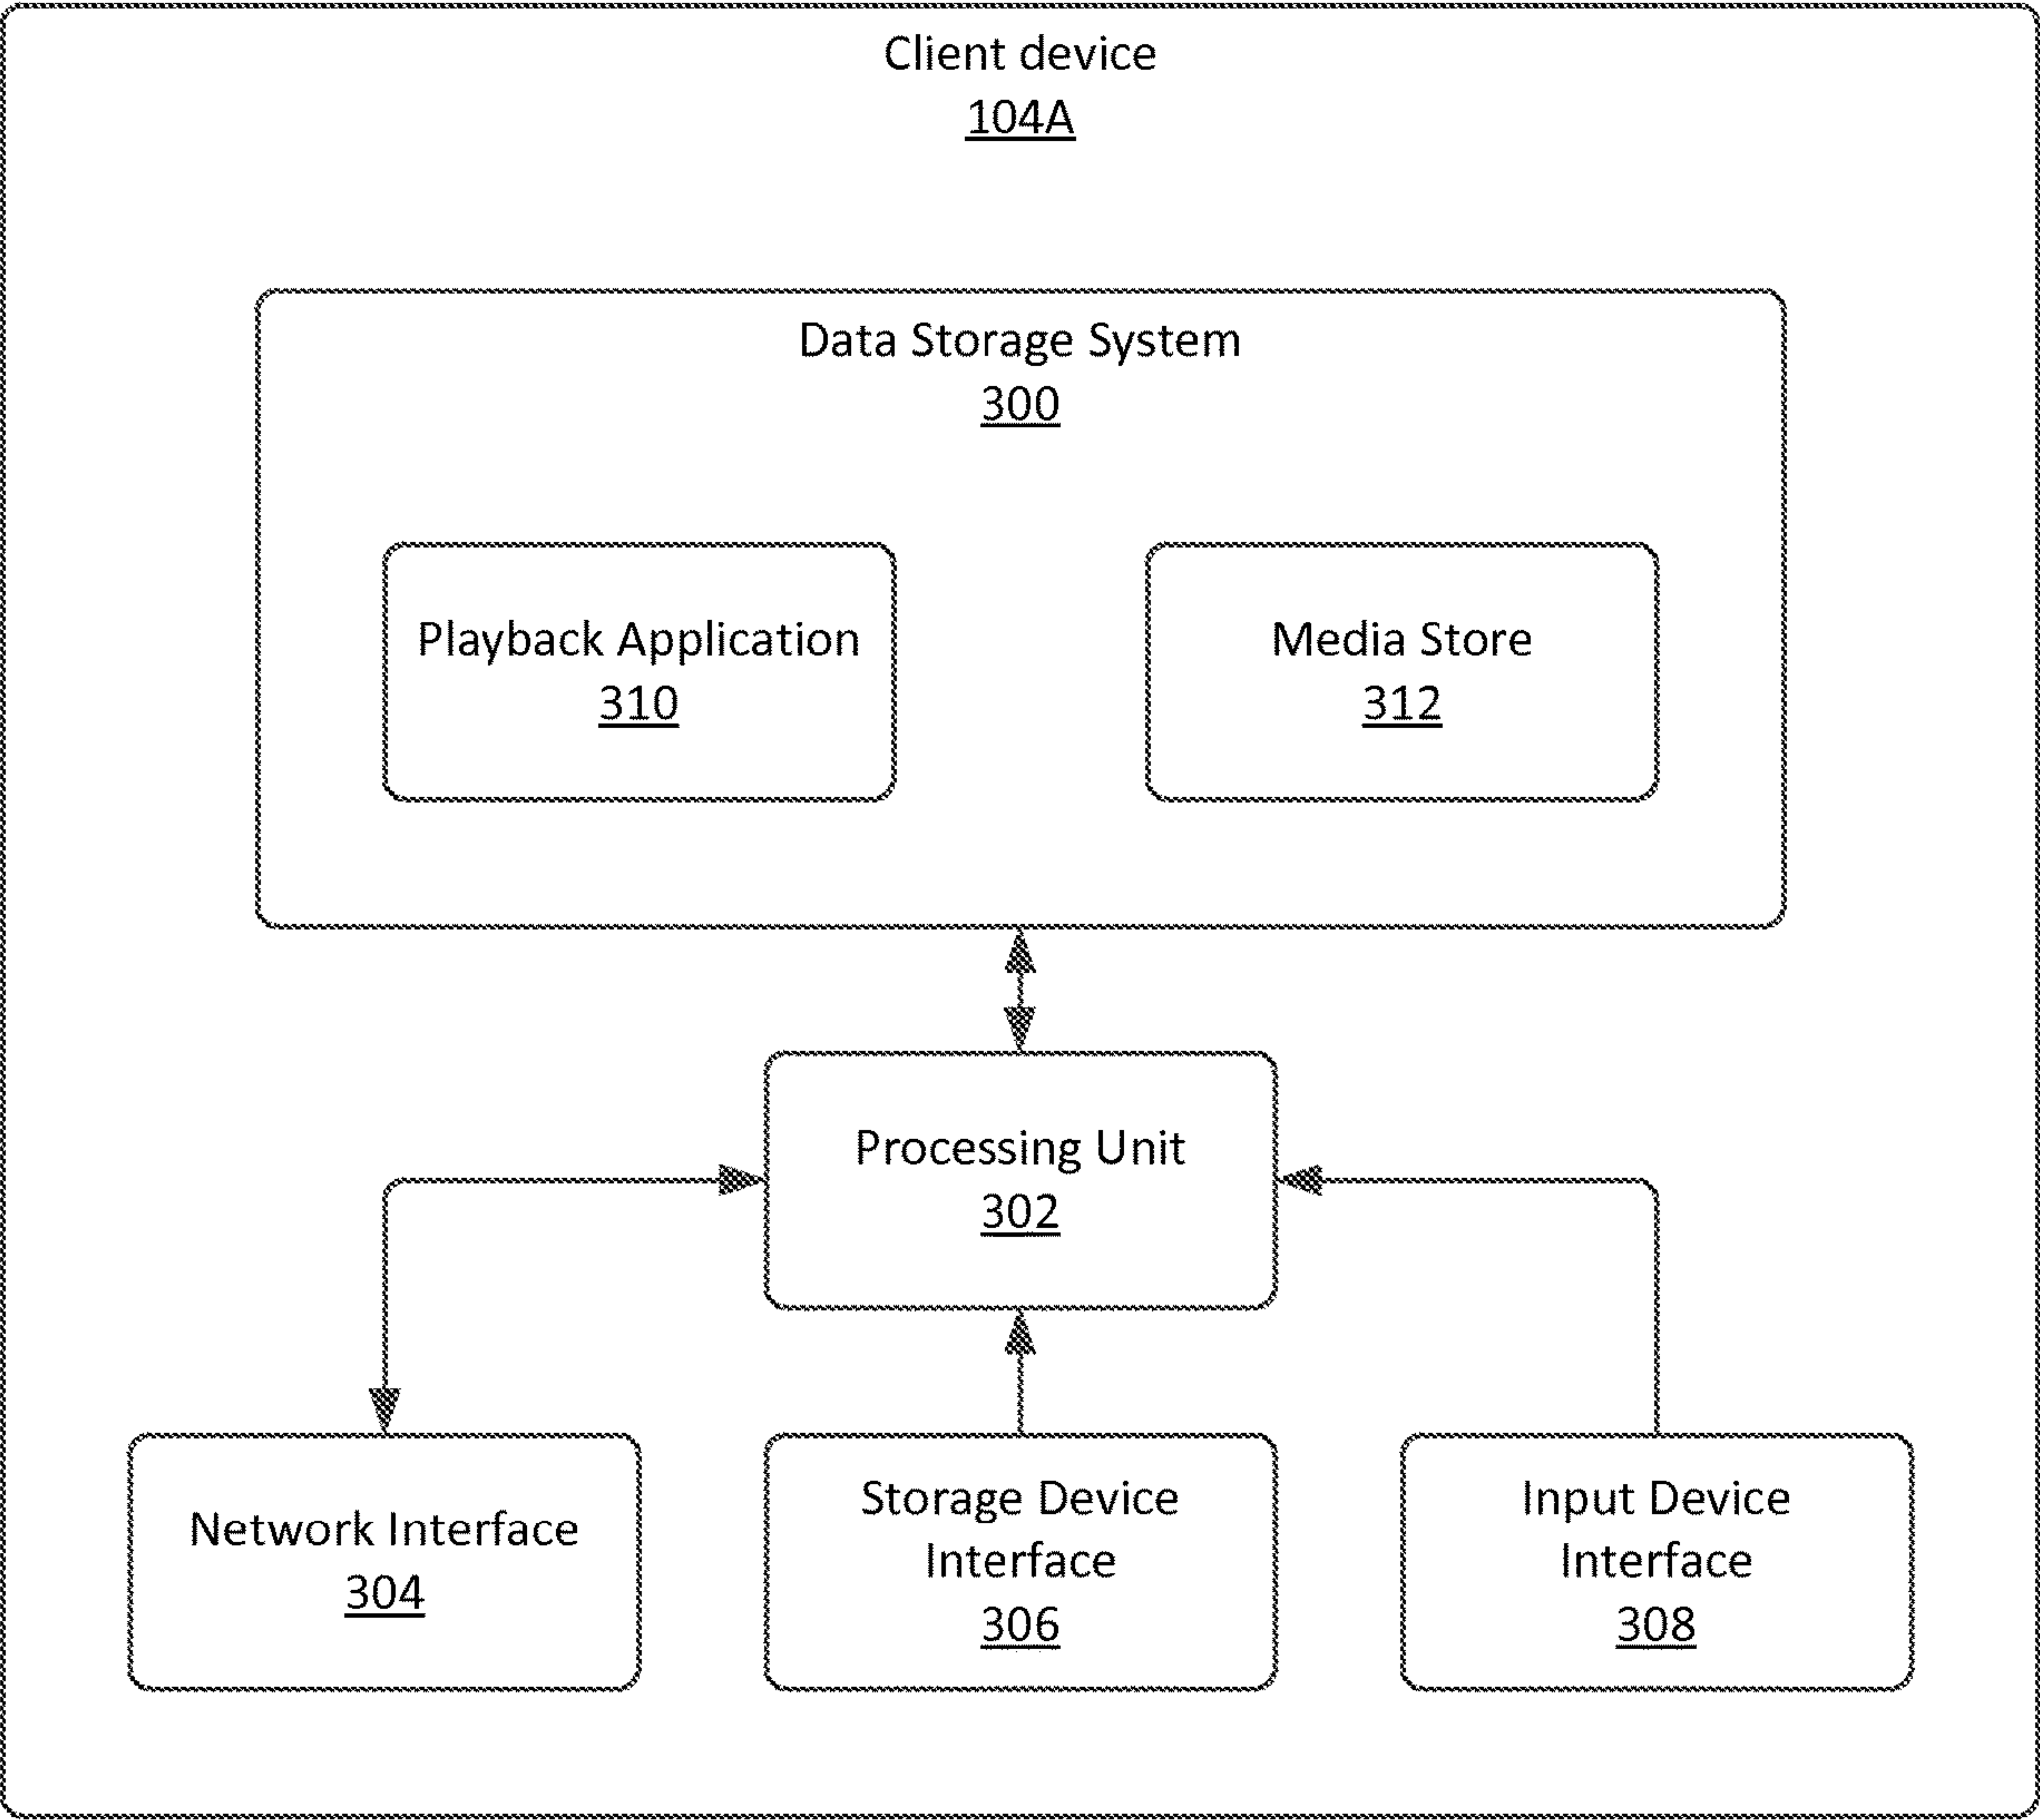 Client device
104A
Data Storage System
300
Playback Application
310
Media Store
312
Processing Unit
302
Network Interface
304
Storage Device
Interface
306
Input Device
Interface
308